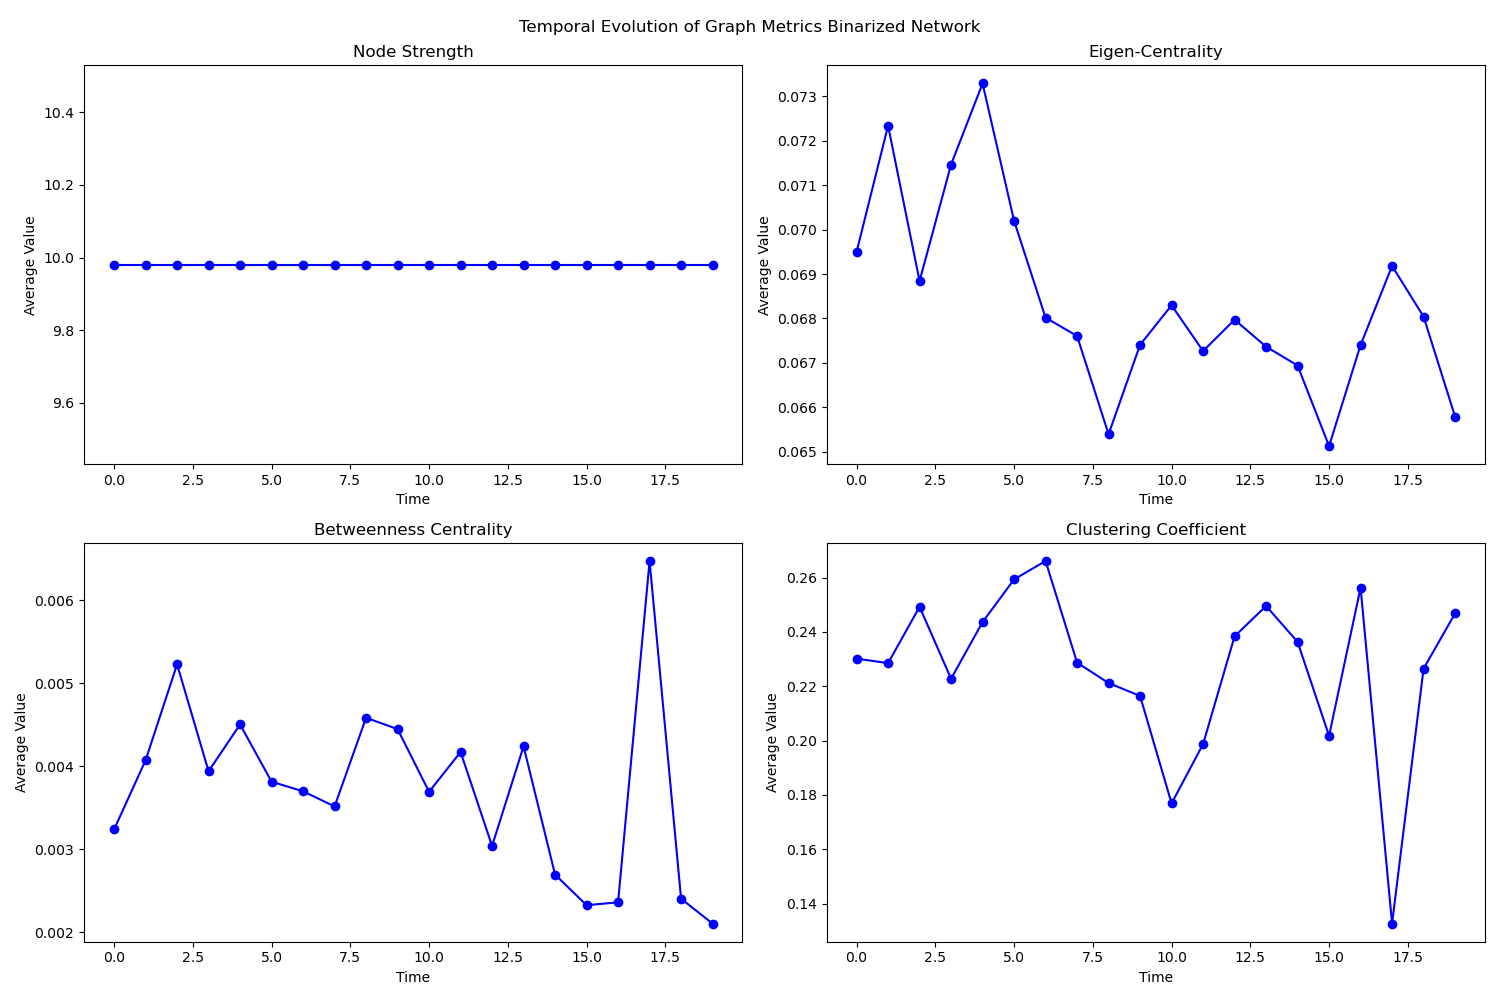 Temporal Evolution of Graph Metrics Binarized Network
Node Strength
Average Value
10.4
10.2
10.0
9.8
9.6
0.0 2.5 5.0 7.5 10.0 12.5 15.0 17.5
Time
Eigen-Centrality
Average Value
0.073
0.072
0.071
0.070
0.069
0.068
0.067
0.066
0.065
0.0 2.5 5.0 7.5 10.0 12.5 15.0 17.5
Time
Betweenness Centrality
Average Value
0.006
0.005
0.004
0.003
0.002
0.0 2.5 5.0 7.5 10.0 12.5 15.0 17.5
Time
Clustering Coefficient
Average Value
0.26
0.24
0.22
0.20
0.18
0.16
0.14
0.0 2.5 5.0 7.5 10.0 12.5 15.0 17.5
Time